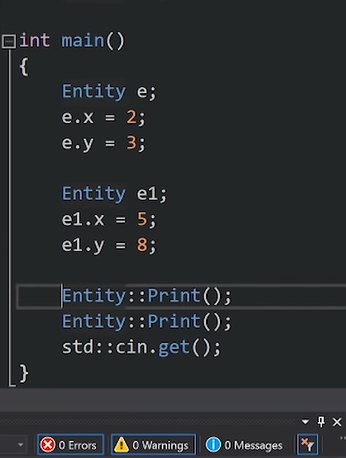 int main()
{
    Entity e;
    e.x = 2;
    e.y = 3;

    Entity e1;
    e1.x = 5;
    e1.y = 8;

    Entity::Print();
    Entity::Print();
    std::cin.get();
}
0 Errors 0 Warnings 0 Messages